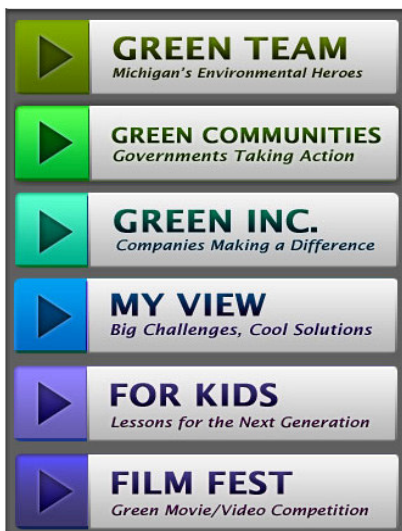 GREEN TEAM
Michigan's Environmental Heroes
GREEN COMMUNITIES
Governments Taking Action
GREEN INC.
Companies Making a Difference
MY VIEW
Big Challenges, Cool Solutions
FOR KIDS
Lessons for the Next Generation
FILM FEST
Green Movie/Video Competition